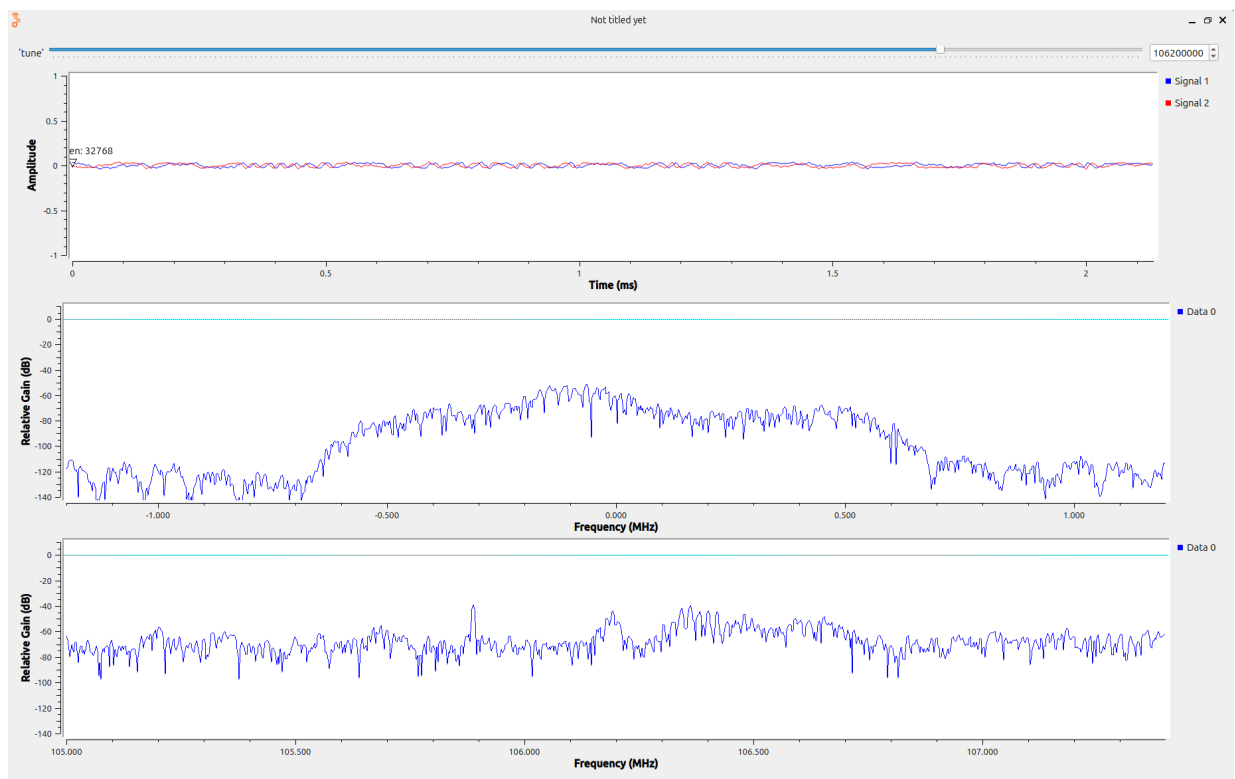 Not titled yet
'tune'
106200000
1
0.5
0
-0.5
-1
Amplitude
en: 32768
Signal 1
Signal 2
0
0.5
1
1.5
2
Time (ms)
0
-20
-40
-60
-80
-100
-120
-140
Relative Gain (dB)
Data 0
-1.000
-0.500
0.000
0.500
1.000
Frequency (MHz)
0
-20
-40
-60
-80
-100
-120
-140
Relative Gain (dB)
Data 0
105.000
105.500
106.000
106.500
107.000
Frequency (MHz)